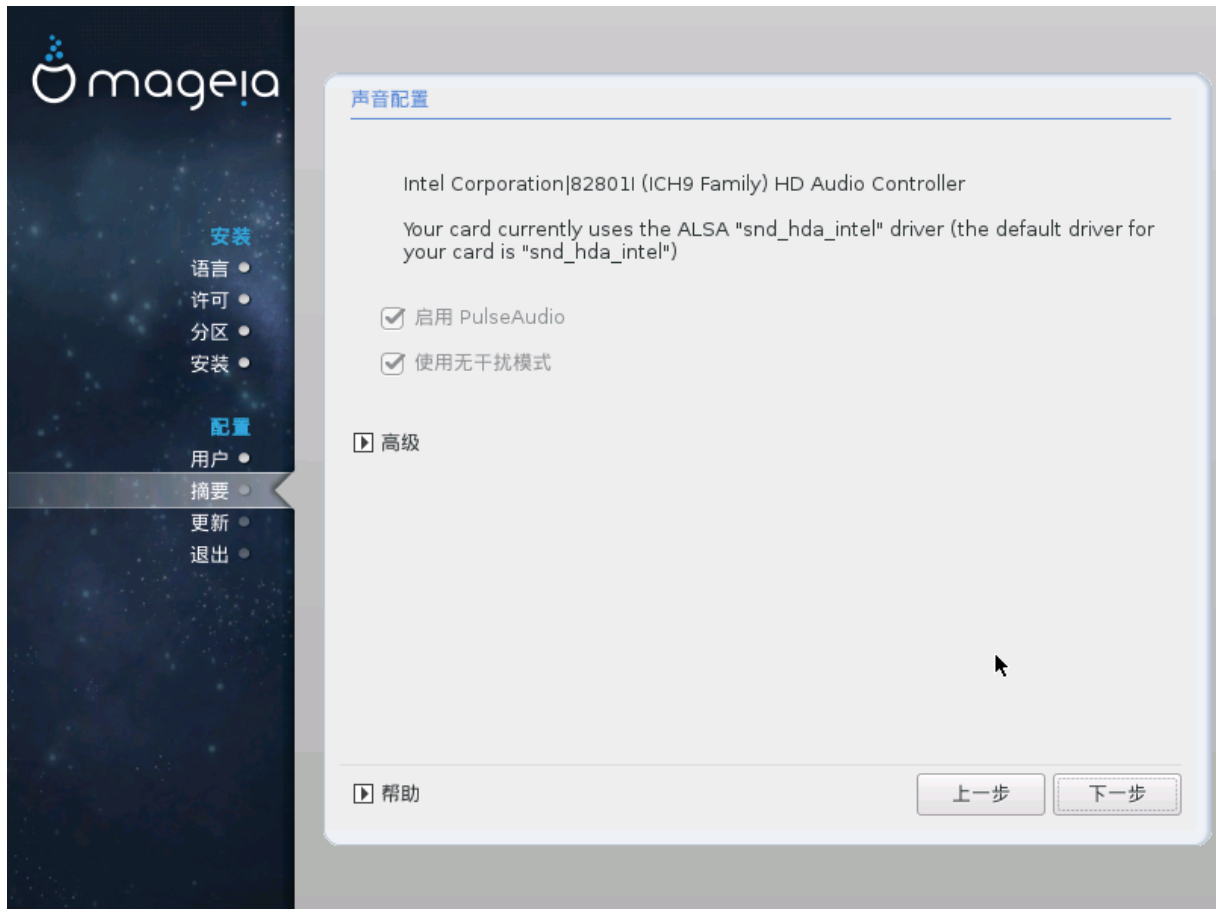 mageia
安装
语言
许可
分区
安装
配置
用户
摘要
更新
退出
声音配置
Intel Corporation|82801I (ICH9 Family) HD Audio Controller
Your card currently uses the ALSA "snd_hda_intel" driver (the default driver for
your card is "snd_hda_intel")
启用 PulseAudio
使用无干扰模式
高级
帮助
上一步
下一步